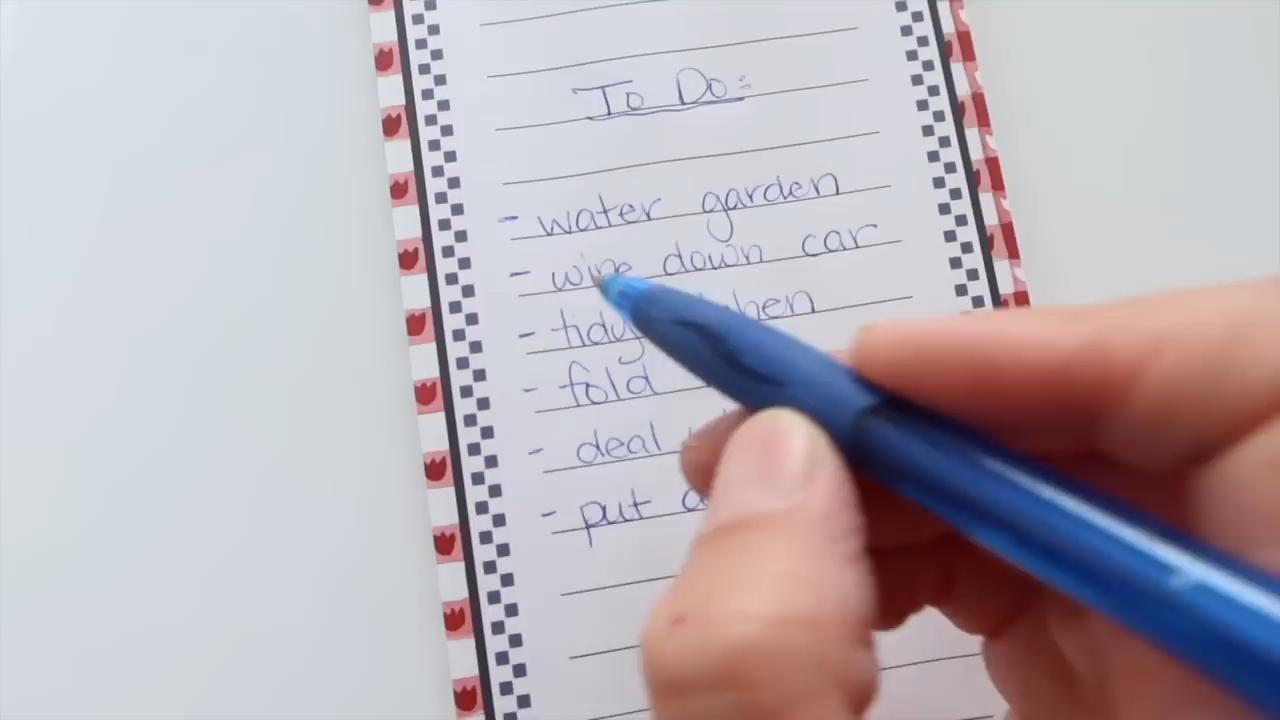 To Do:
- water garden
- wipe down car
- tidy
- fold
- deal
- put